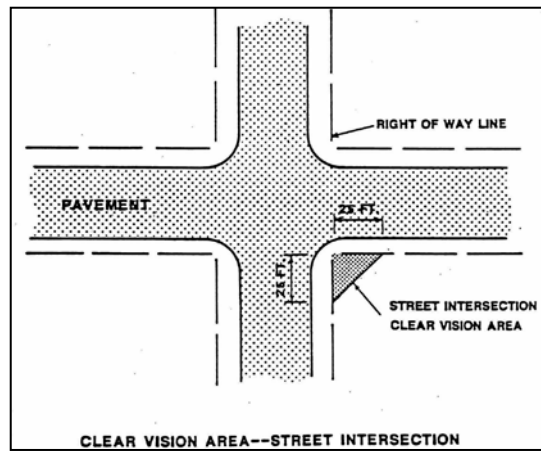 RIGHT OF WAY LINE
PAVEMENT
25 FT.
25 FT.
STREET INTERSECTION
CLEAR VISION AREA
CLEAR VISION AREA--STREET INTERSECTION